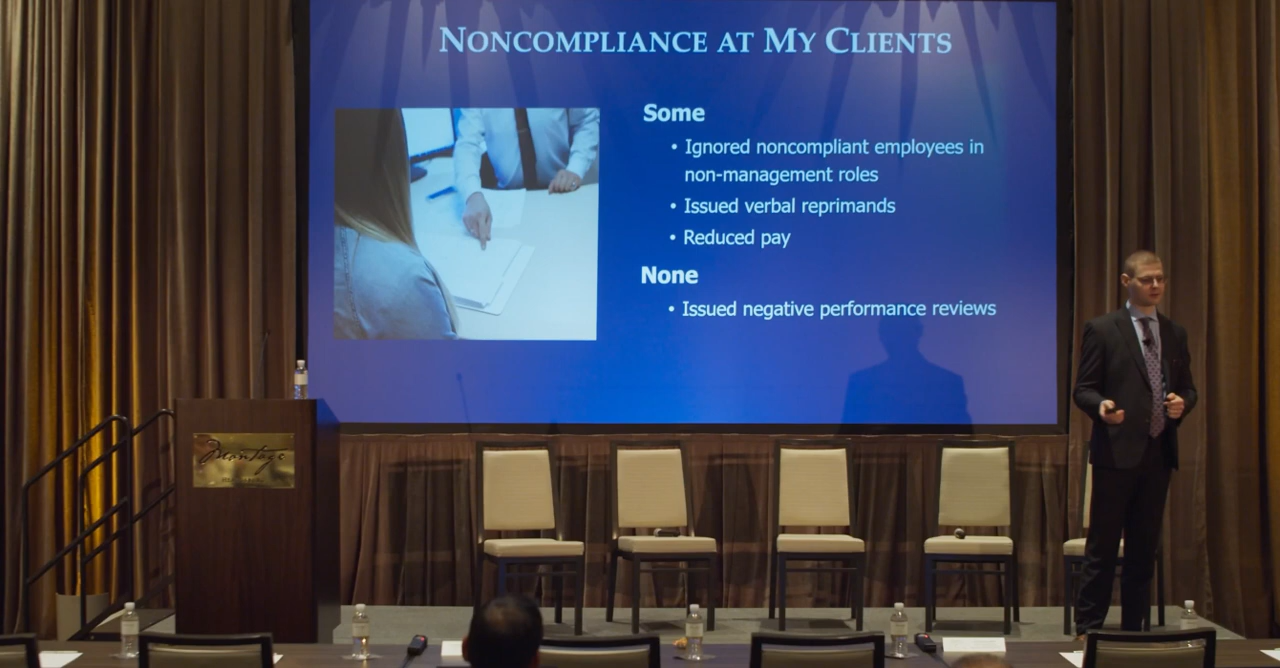 NONCOMPLIANCE AT MY CLIENTS
Some
• Ignored noncompliant employees in
non-management roles
• Issued verbal reprimands
• Reduced pay
None
• Issued negative performance reviews
Montage